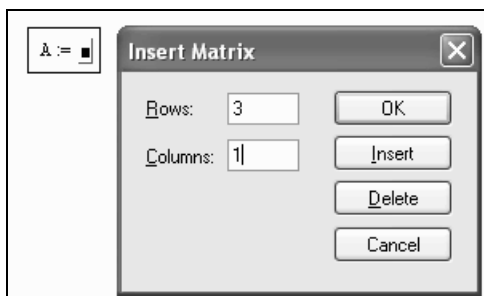 A :=
Insert Matrix
Rows: 3
OK
Columns: 1
Insert
Delete
Cancel